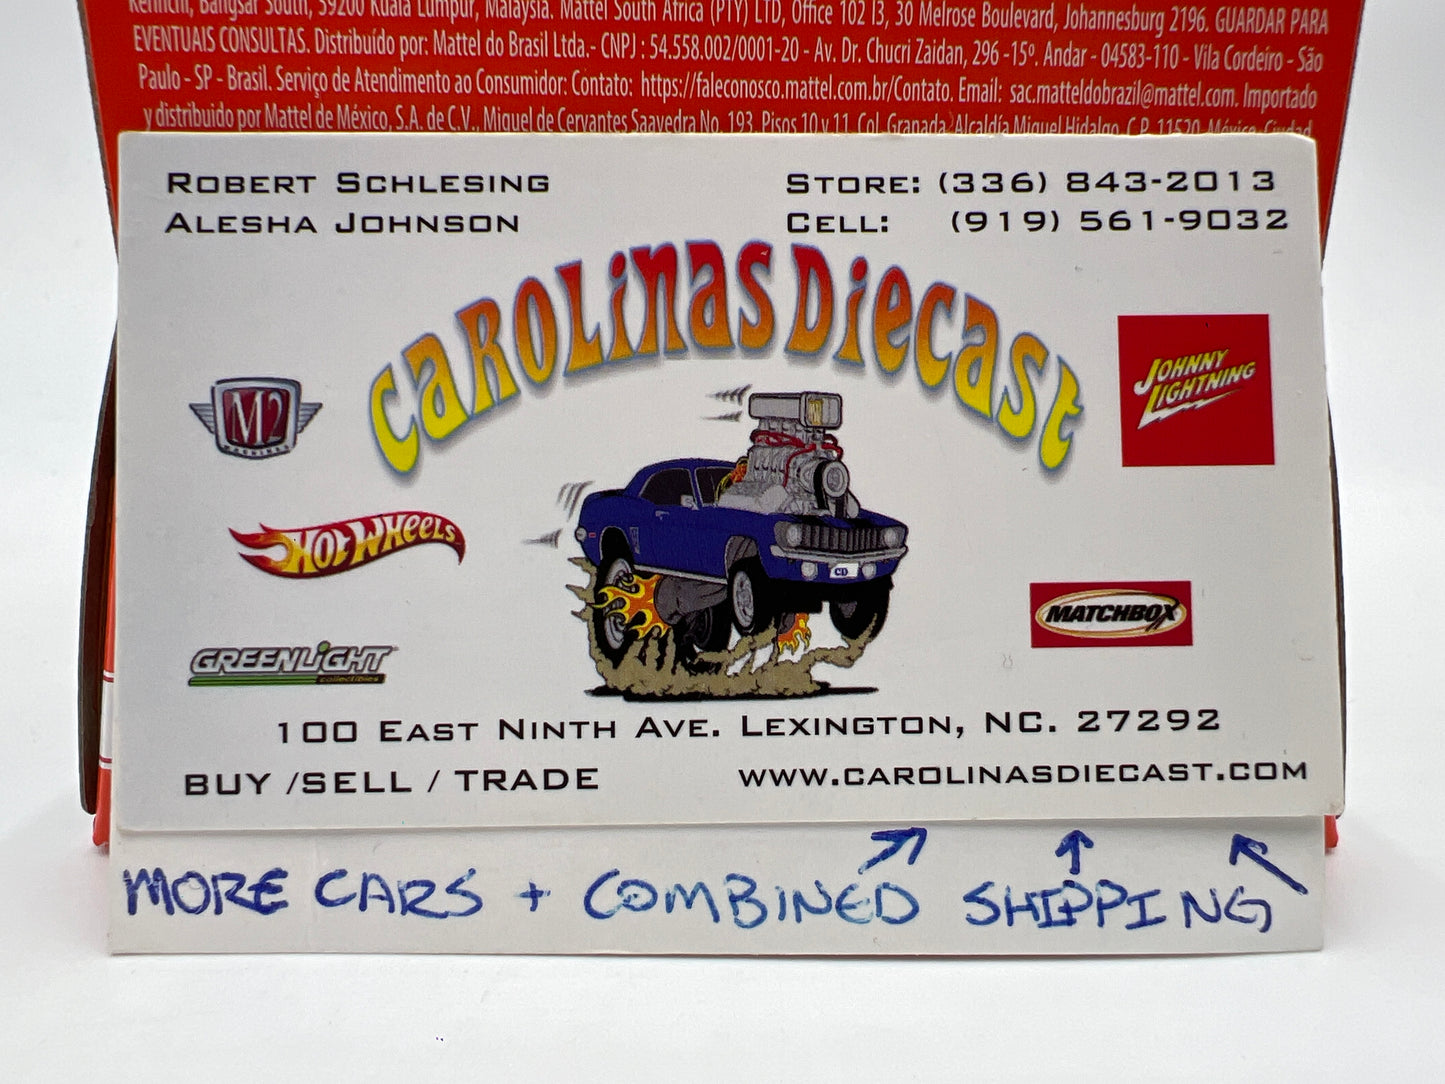 Bangsar South, 59200 Kuala Lumpur, Malaysia. Mattel South Africa (PTY) LTD, Office 102 I3, 30 Melrose Boulevard, Johannesburg 2196. GUARDAR PARA
EVENTUAIS CONSULTAS. Distribuído por: Mattel do Brasil Ltda.- CNPJ : 54.558.002/0001-20 - Av. Dr. Chucri Zaidan, 296 -15º. Andar - 04583-110 - Vila Cordeiro - São
Paulo - SP - Brasil. Serviço de Atendimento ao Consumidor: Contato: https://faleconosco.mattel.com.br/Contato. Email: sac.matteldobrazil@mattel.com. Importado
y distribuido por Mattel de México, S.A. de C.V., Miguel de Cervantes Saavedra No. 193, Pisos 10 y 11, Col. Granada, Alcaldía Miguel Hidalgo, C.P. 11520, México, Ciudad
ROBERT SCHLESING
ALESHA JOHNSON
STORE: (336) 843-2013
CELL: (919) 561-9032
CAROLINAS DIECAST
M2
MACHINES
JOHNNY
LIGHTNING
HOT WHEELS
CD
MATCHBOX
GREENLIGHT
collectibles
100 EAST NINTH AVE. LEXINGTON, NC. 27292
BUY /SELL / TRADE
WWW.CAROLINASDIECAST.COM
MORE CARS + COMBINED SHIPPING